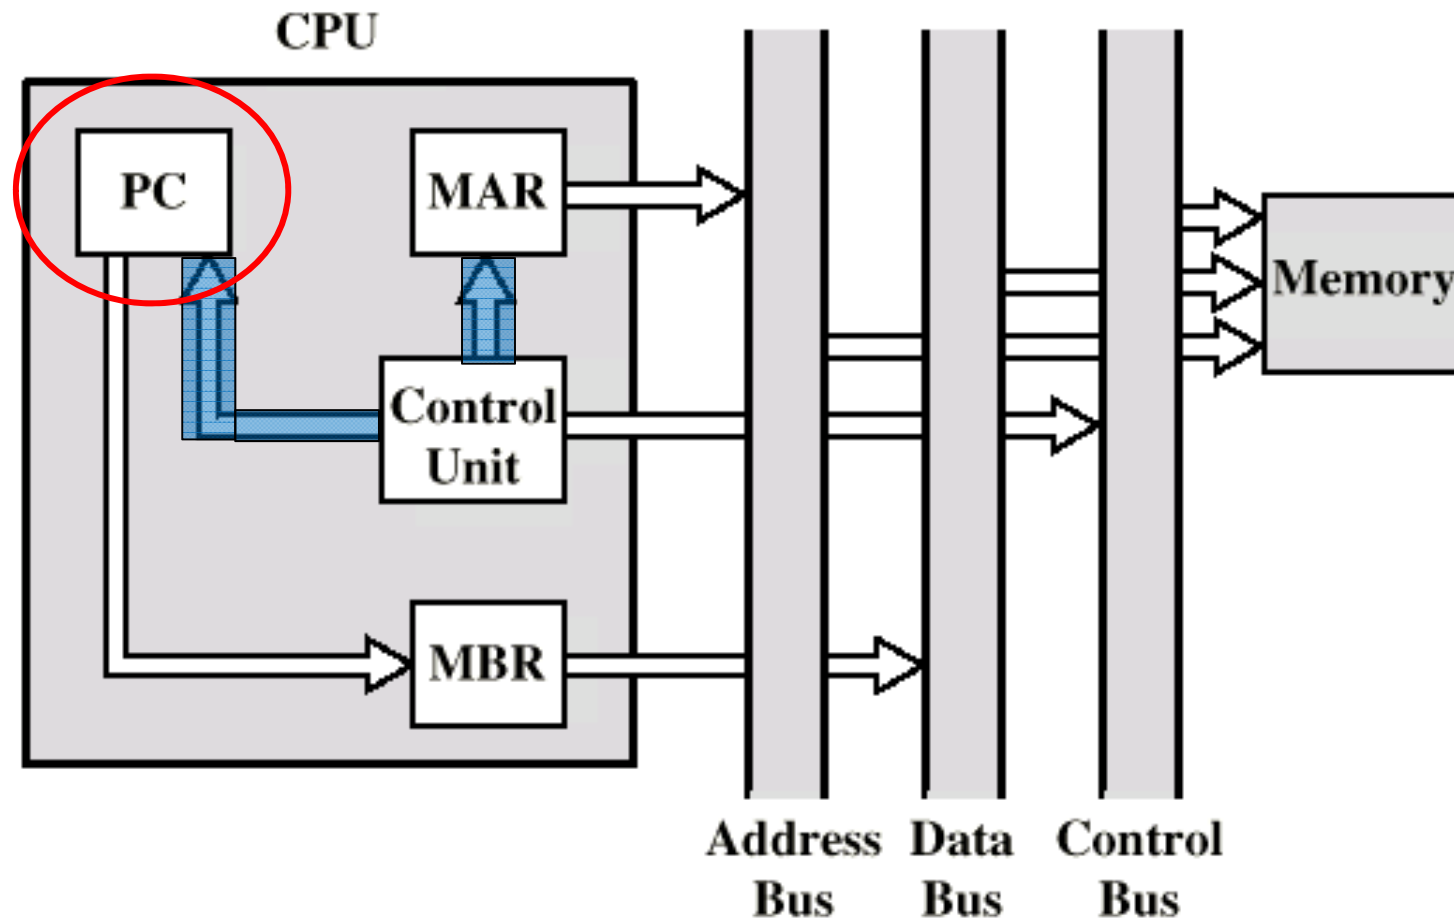 CPU
PC
MAR
Memory
Control
Unit
MBR
Address
Bus
Data
Bus
Control
Bus